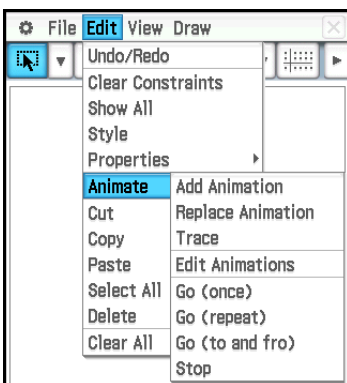 File Edit View Draw
Undo/Redo
Clear Constraints
Show All
Style
Properties
Animate
Cut
Copy
Paste
Select All
Delete
Clear All
Add Animation
Replace Animation
Trace
Edit Animations
Go (once)
Go (repeat)
Go (to and fro)
Stop